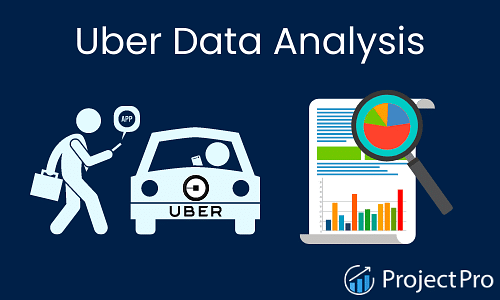 Uber Data Analysis
APP
UBER
ProjectPro